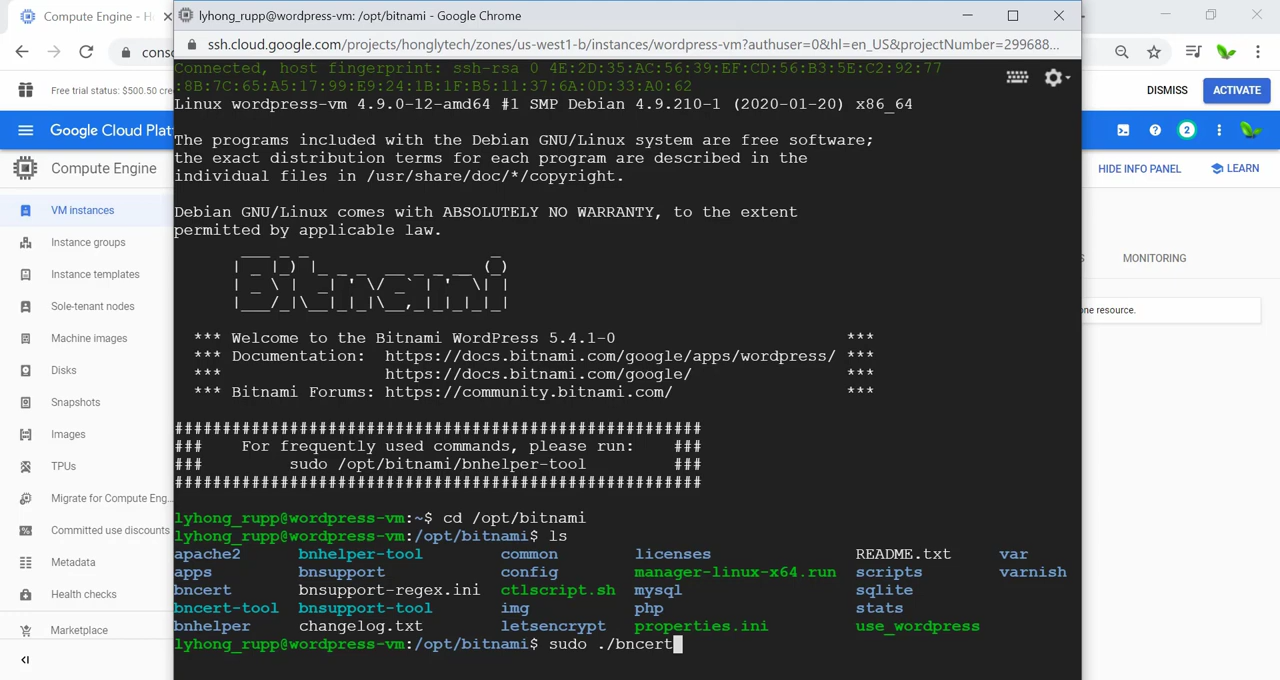 Compute Engine - H
lyhong_rupp@wordpress-vm: /opt/bitnami - Google Chrome
conso
ssh.cloud.google.com/projects/honglytech/zones/us-west1-b/instances/wordpress-vm?authuser=0&hl=en_US&projectNumber=299688...
Free trial status: $500.50 cre
DISMISS
ACTIVATE
Google Cloud Platf
2
Compute Engine
HIDE INFO PANEL
LEARN
VM instances
Instance groups
Instance templates
Sole-tenant nodes
Machine images
Disks
Snapshots
Images
TPUs
Migrate for Compute Eng...
Committed use discounts
Metadata
Health checks
Marketplace
S
MONITORING
one resource.
Connected, host fingerprint: ssh-rsa 0 4E:2D:35:AC:56:39:EF:CD:56:B3:5E:C2:92:77
:8B:7C:65:A5:17:99:E9:24:1B:1F:B5:11:37:6A:0D:33:A0:62
Linux wordpress-vm 4.9.0-12-amd64 #1 SMP Debian 4.9.210-1 (2020-01-20) x86_64
The programs included with the Debian GNU/Linux system are free software;
the exact distribution terms for each program are described in the
individual files in /usr/share/doc/*/copyright.
Debian GNU/Linux comes with ABSOLUTELY NO WARRANTY, to the extent
permitted by applicable law.
Bitnami
*** Welcome to the Bitnami WordPress 5.4.1-0 ***
*** Documentation: https://docs.bitnami.com/google/apps/wordpress/ ***
*** https://docs.bitnami.com/google/ ***
*** Bitnami Forums: https://community.bitnami.com/ ***
#######################################################
### For frequently used commands, please run: ###
### sudo /opt/bitnami/bnhelper-tool ###
#######################################################
lyhong_rupp@wordpress-vm:~$ cd /opt/bitnami
lyhong_rupp@wordpress-vm:/opt/bitnami$ ls
apache2 bnhelper-tool common licenses README.txt var
apps bnsupport config manager-linux-x64.run scripts varnish
bncert bnsupport-regex.ini ctlscript.sh mysql sqlite
bncert-tool bnsupport-tool img php stats
bnhelper changelog.txt letsencrypt properties.ini use_wordpress
lyhong_rupp@wordpress-vm:/opt/bitnami$ sudo ./bncert